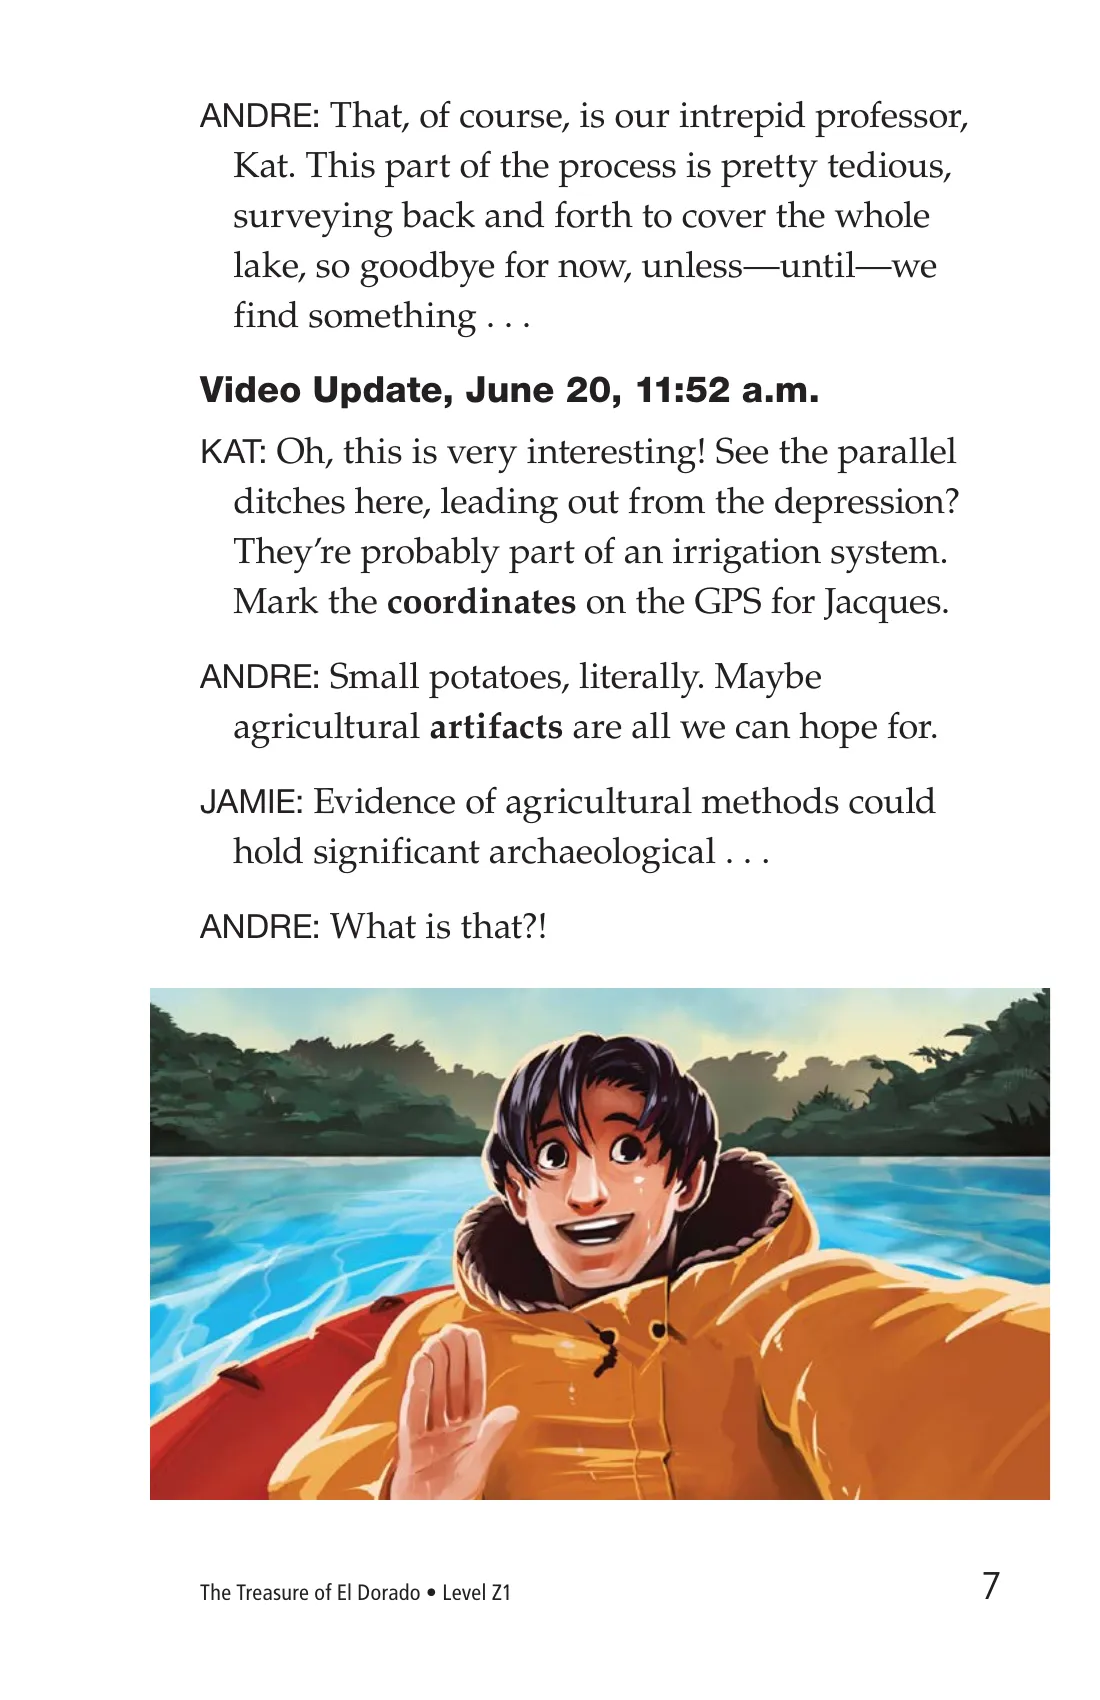 ANDRE: That, of course, is our intrepid professor,
Kat. This part of the process is pretty tedious,
surveying back and forth to cover the whole
lake, so goodbye for now, unless—until—we
find something . . .
Video Update, June 20, 11:52 a.m.
KAT: Oh, this is very interesting! See the parallel
ditches here, leading out from the depression?
They’re probably part of an irrigation system.
Mark the coordinates on the GPS for Jacques.
ANDRE: Small potatoes, literally. Maybe
agricultural artifacts are all we can hope for.
JAMIE: Evidence of agricultural methods could
hold significant archaeological . . .
ANDRE: What is that?!
The Treasure of El Dorado • Level Z1
7